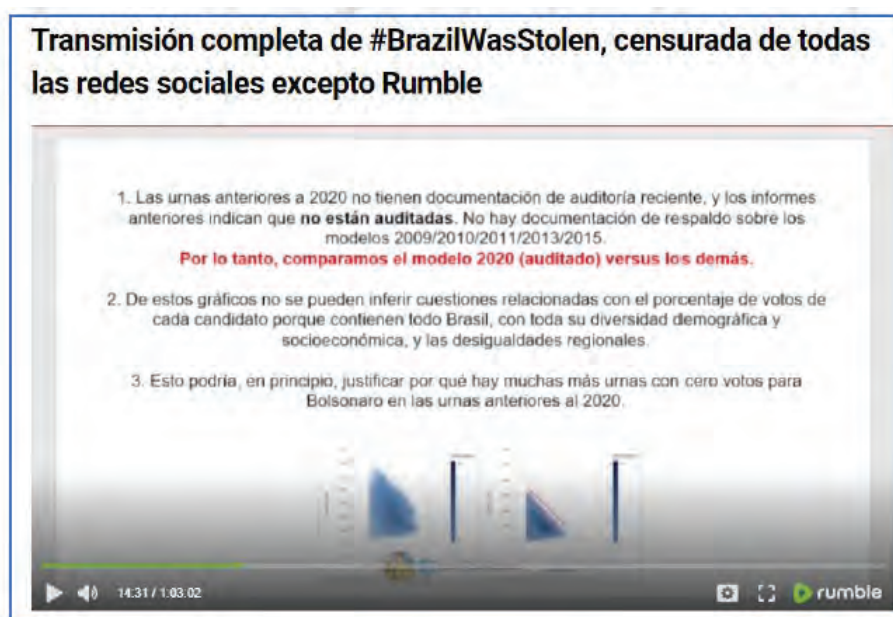 Transmisión completa de #BrazilWasStolen, censurada de todas
las redes sociales excepto Rumble
1. Las urnas anteriores a 2020 no tienen documentación de auditoría reciente, y los informes
anteriores indican que no están auditadas. No hay documentación de respaldo sobre los
modelos 2009/2010/2011/2013/2015.
Por lo tanto, comparamos el modelo 2020 (auditado) versus los demás.
2. De estos gráficos no se pueden inferir cuestiones relacionadas con el porcentaje de votos de
cada candidato porque contienen todo Brasil, con toda su diversidad demográfica y
socioeconómica, y las desigualdades regionales.
3. Esto podría, en principio, justificar por qué hay muchas más urnas con cero votos para
Bolsonaro en las urnas anteriores al 2020.
14:31 / 1:03:02
rumble